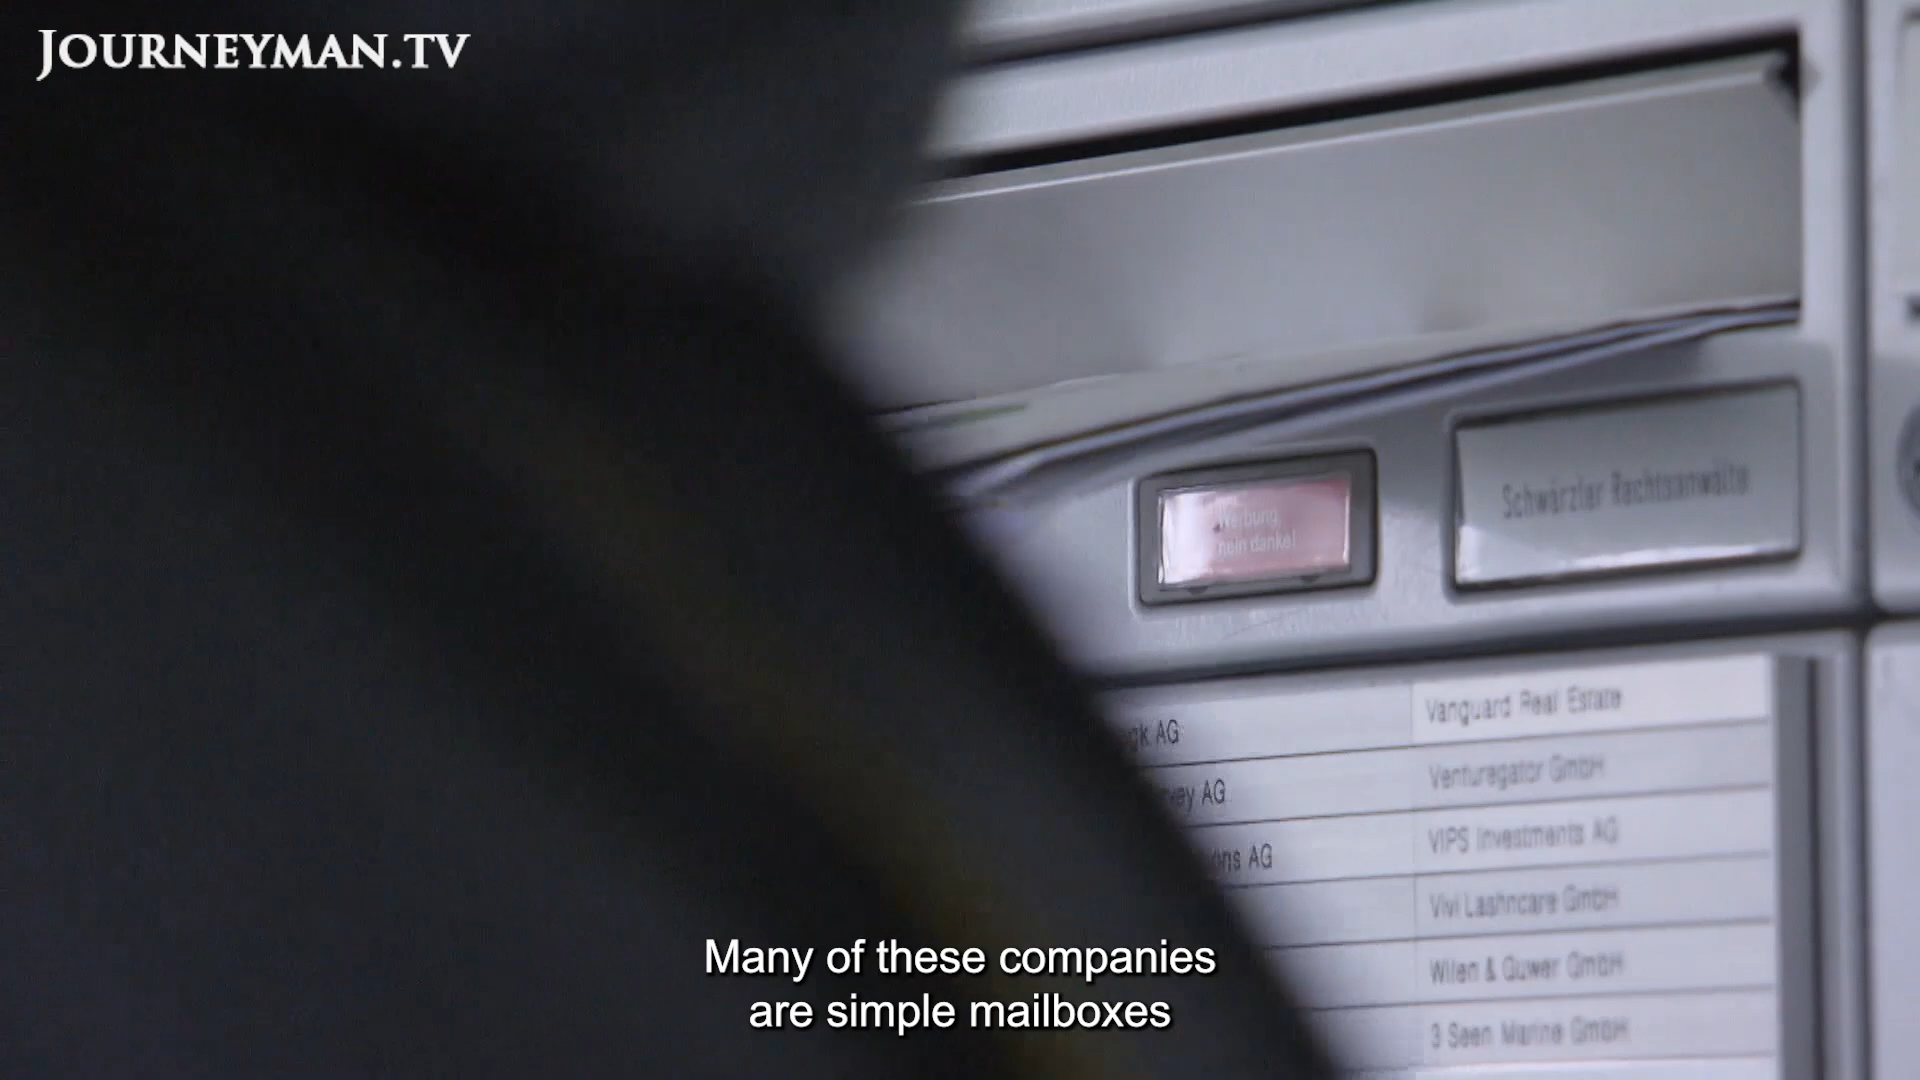 JOURNEYMAN.TV
Werbung,
nein danke!
Schwärzler Rechtsanwälte
AG
Vanguard Real Estate
AG
Venturegator GmbH
AG
VIPS Investments AG
Vivi Lashncare GmbH
Wilen & Quwer GmbH
3 Seen Marine GmbH
Many of these companies
are simple mailboxes